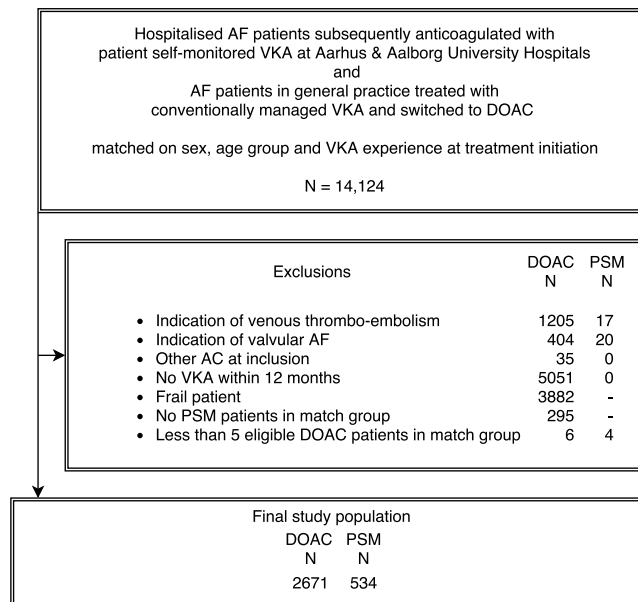 Hospitalised AF patients subsequently anticoagulated with
patient self-monitored VKA at Aarhus & Aalborg University Hospitals
and
AF patients in general practice treated with
conventionally managed VKA and switched to DOAC
matched on sex, age group and VKA experience at treatment initiation
N = 14,124
Exclusions DOAC PSM
N N
• Indication of venous thrombo-embolism 1205 17
• Indication of valvular AF 404 20
• Other AC at inclusion 35 0
• No VKA within 12 months 5051 0
• Frail patient 3882 -
• No PSM patients in match group 295 -
• Less than 5 eligible DOAC patients in match group 6 4
Final study population
DOAC PSM
N N
2671 534